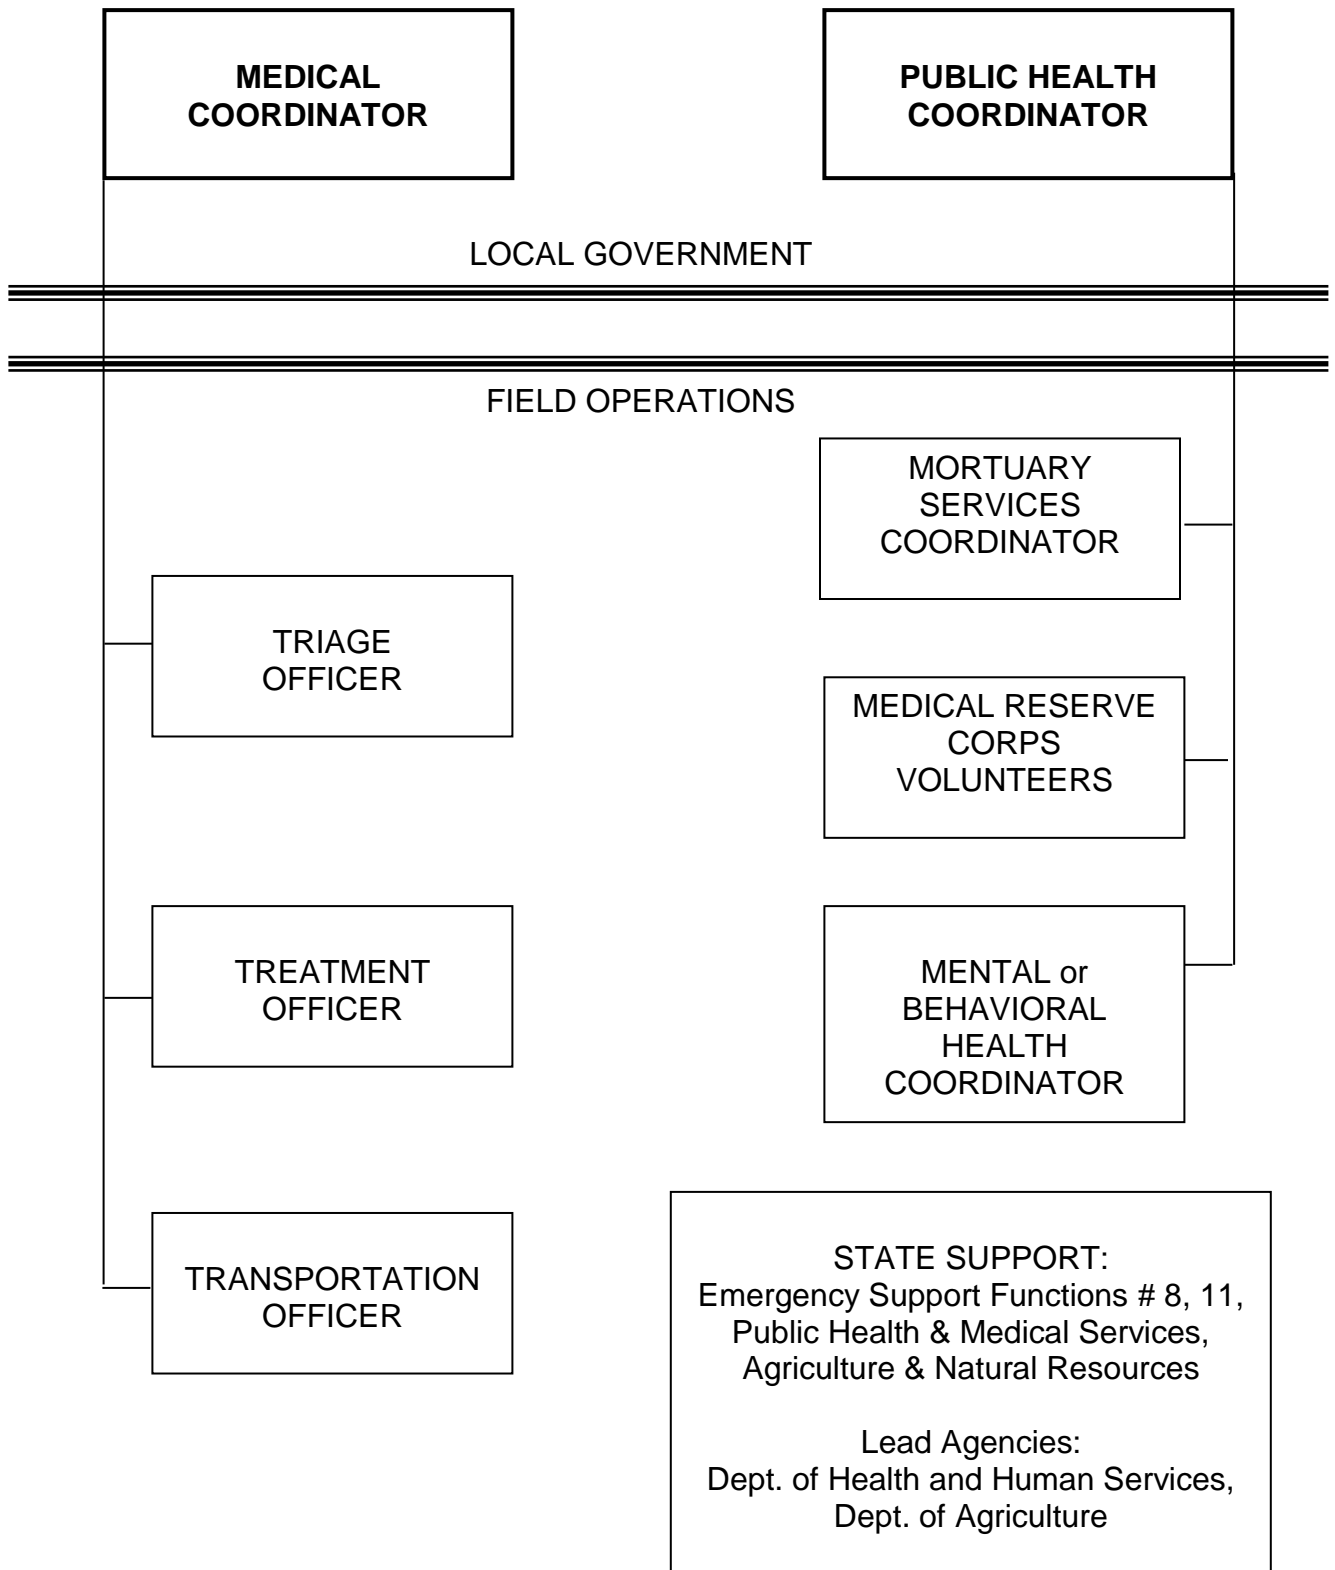 MEDICAL
COORDINATOR
PUBLIC HEALTH
COORDINATOR
LOCAL GOVERNMENT
FIELD OPERATIONS
MORTUARY
SERVICES
COORDINATOR
TRIAGE
OFFICER
MEDICAL RESERVE
CORPS
VOLUNTEERS
TREATMENT
OFFICER
MENTAL or
BEHAVIORAL
HEALTH
COORDINATOR
TRANSPORTATION
OFFICER
STATE SUPPORT:
Emergency Support Functions # 8, 11,
Public Health & Medical Services,
Agriculture & Natural Resources
Lead Agencies:
Dept. of Health and Human Services,
Dept. of Agriculture